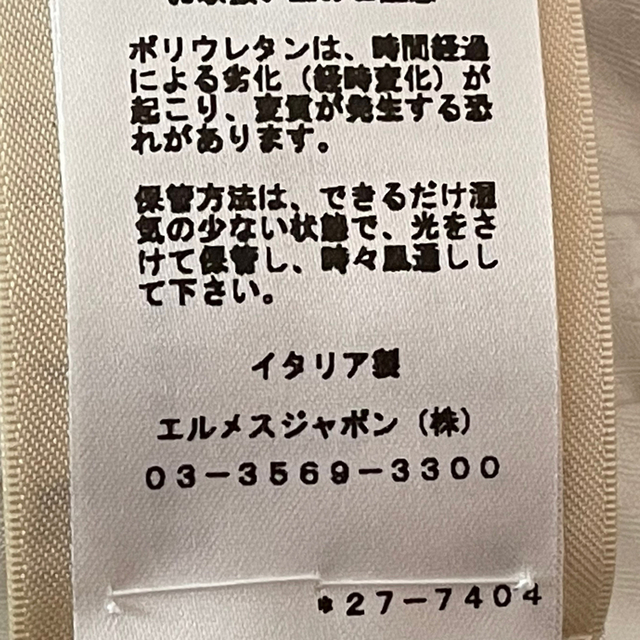 ポリウレタンは、時間経過
による劣化（経時変化）が
起こり、変質が発生する恐
れがあります。
保管方法は、できるだけ湿
気の少ない状態で、光をさ
けて保管し、時々風通しし
て下さい。
イタリア製
エルメスジャポン（株）
03-3569-3300
*27-7404